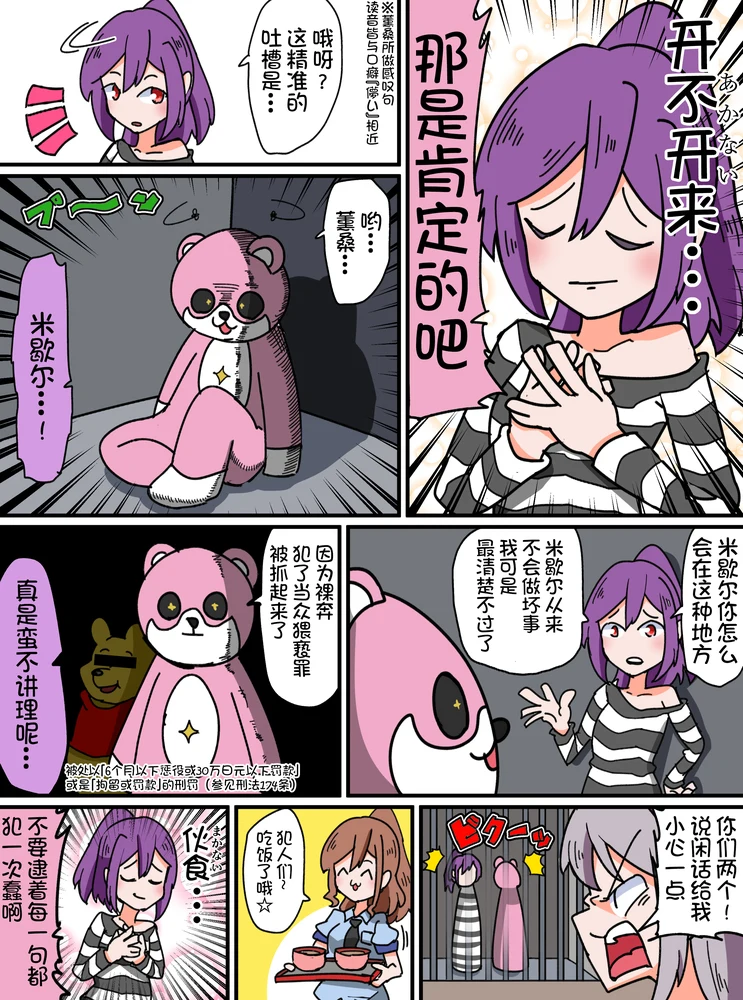 开不开来…
あかない
那是肯定的吧
※薰桑所做感叹句
读音皆与口癖『儚い』相近
哦呀？
这精准的
吐槽是…
哟…
薰桑…
ズーッ
米歇尔…！
米歇尔你怎么
会在这种地方
米歇尔从来
不会做坏事
我可是
最清楚不过了
因为裸奔
犯了当众猥亵罪
被抓起来了
真是蛮不讲理呢…
被处以「6个月以下惩役或30万日元以下罚款」
或是「拘留或罚款」的刑罚（参见刑法174条）
你们两个！
说闲话给我
小心一点
ビクーッ
犯人们~
吃饭了哦☆
伙食…
まかない
不要逮着每一句都
犯一次蠢啊